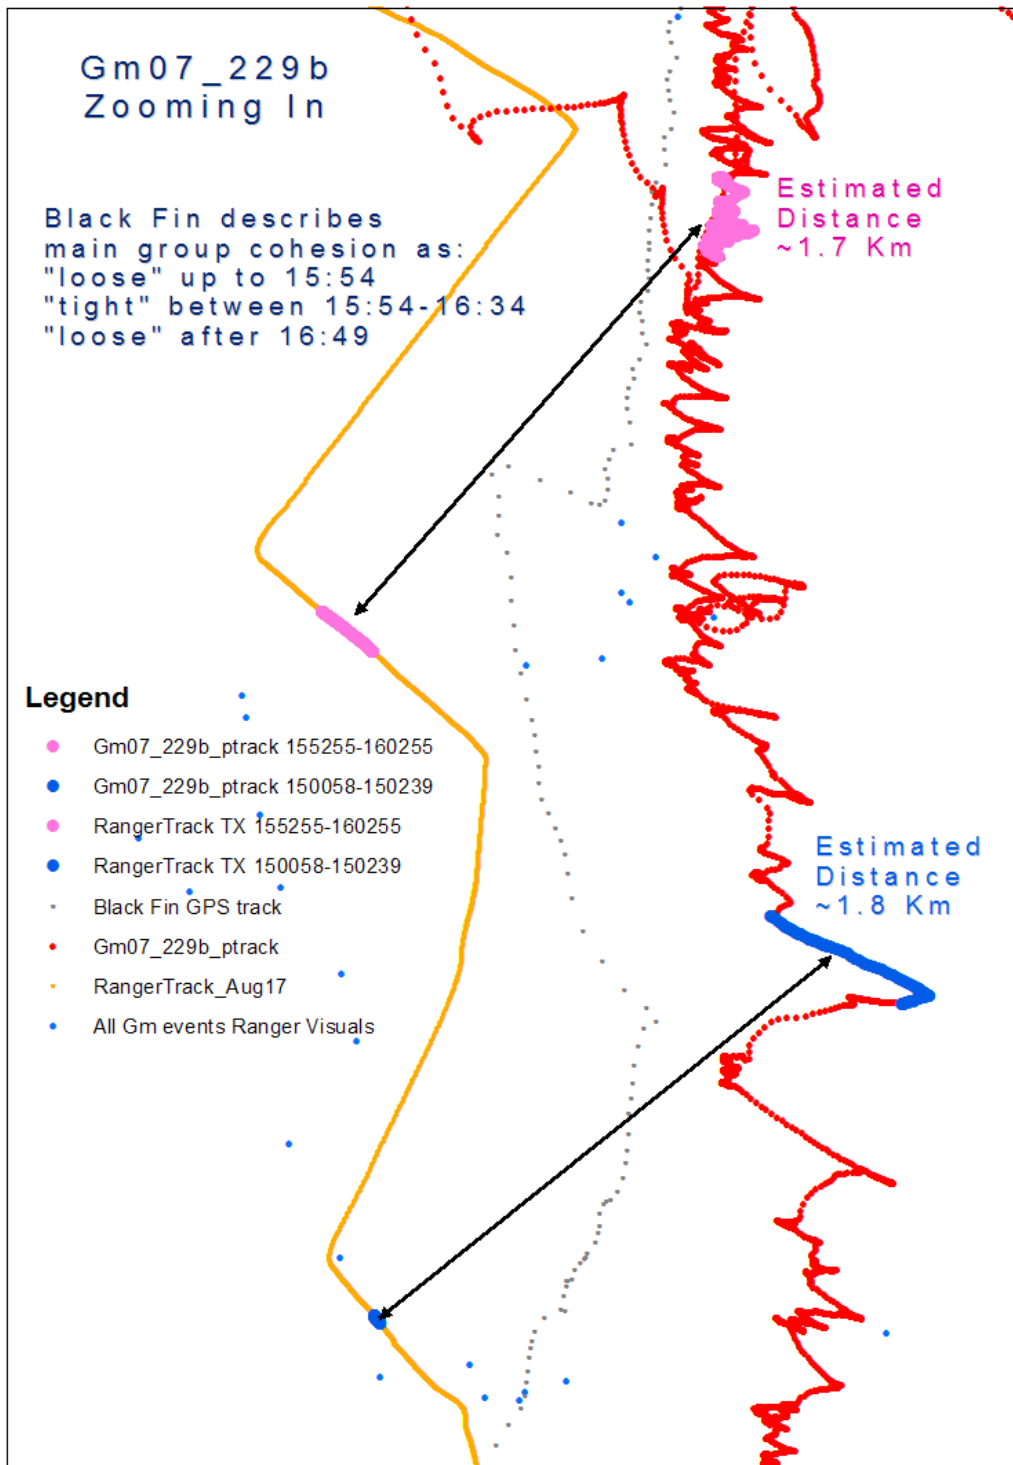 Gm07_229b
Zooming In
Black Fin describes
main group cohesion as:
"loose" up to 15:54
"tight" between 15:54-16:34
"loose" after 16:49
Estimated
Distance
~1.7 Km
Legend
Gm07_229b_ptrack 155255-160255
Gm07_229b_ptrack 150058-150239
RangerTrack TX 155255-160255
RangerTrack TX 150058-150239
Black Fin GPS track
Gm07_229b_ptrack
RangerTrack_Aug17
All Gm events Ranger Visuals
Estimated
Distance
~1.8 Km